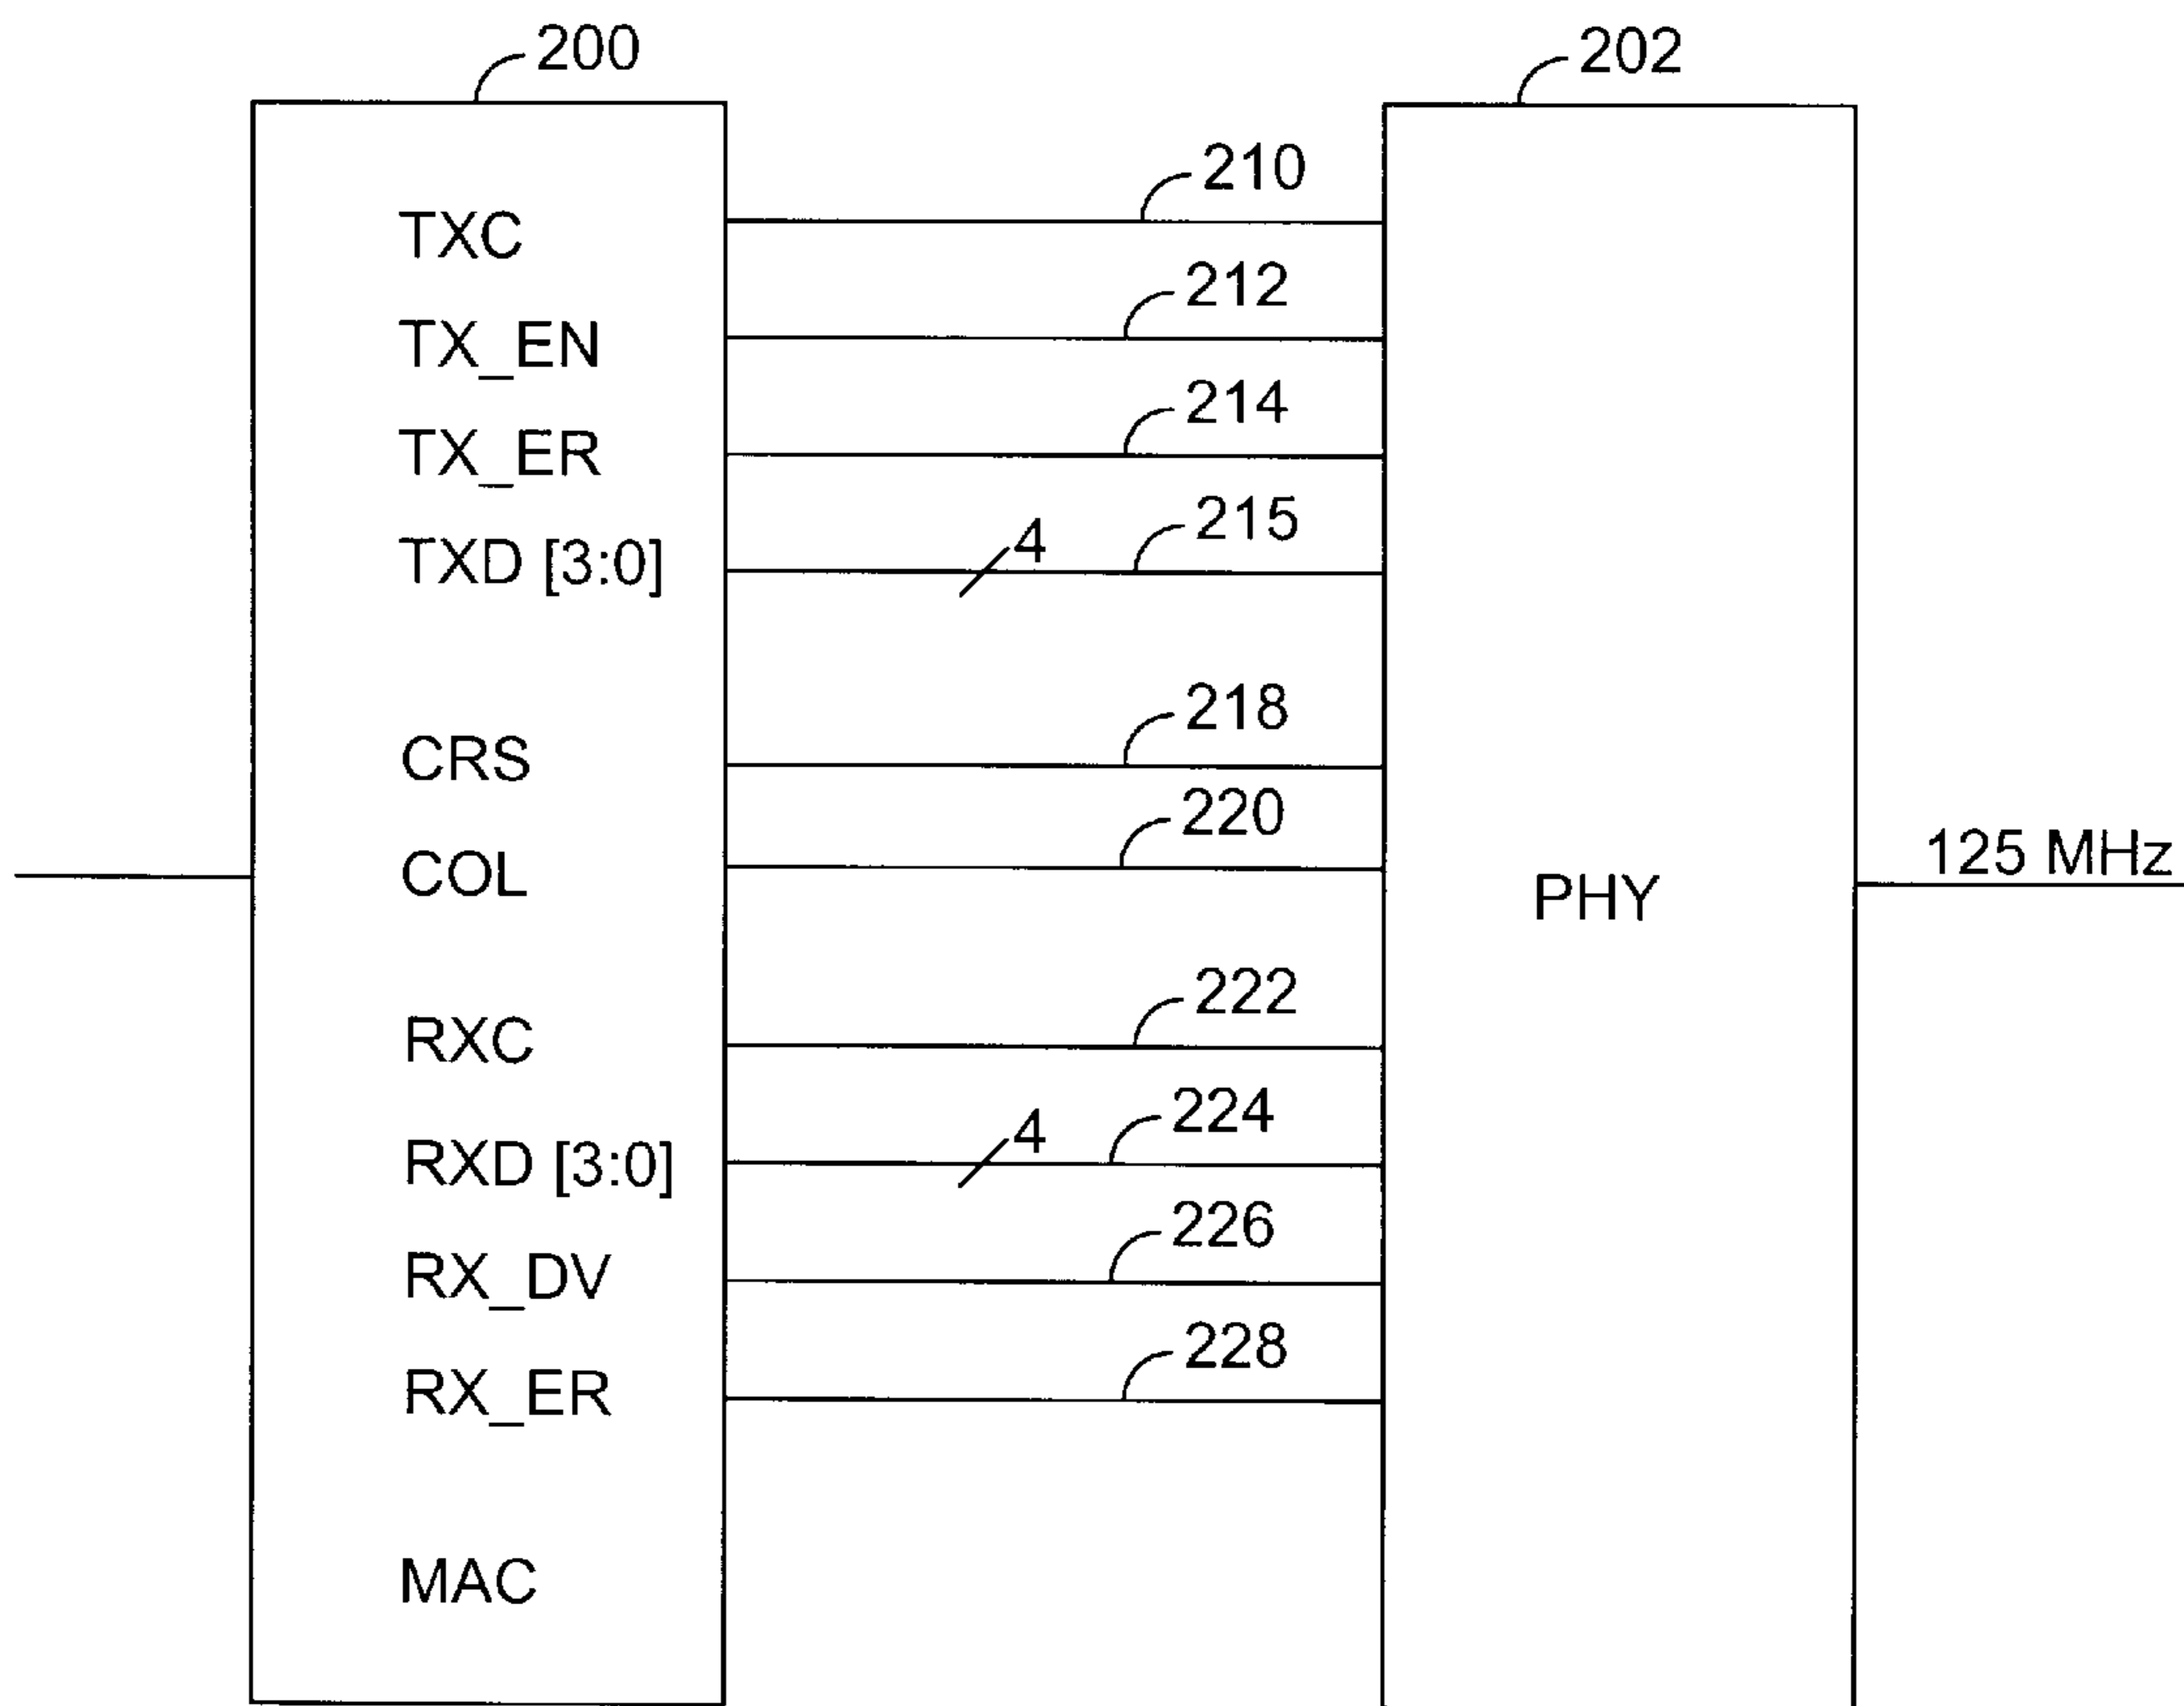 200
202
210
TXC
212
TX_EN
214
TX_ER
215
4
TXD [3:0]
218
CRS
220
COL
125 MHz
PHY
222
RXC
224
4
RXD [3:0]
226
RX_DV
228
RX_ER
MAC